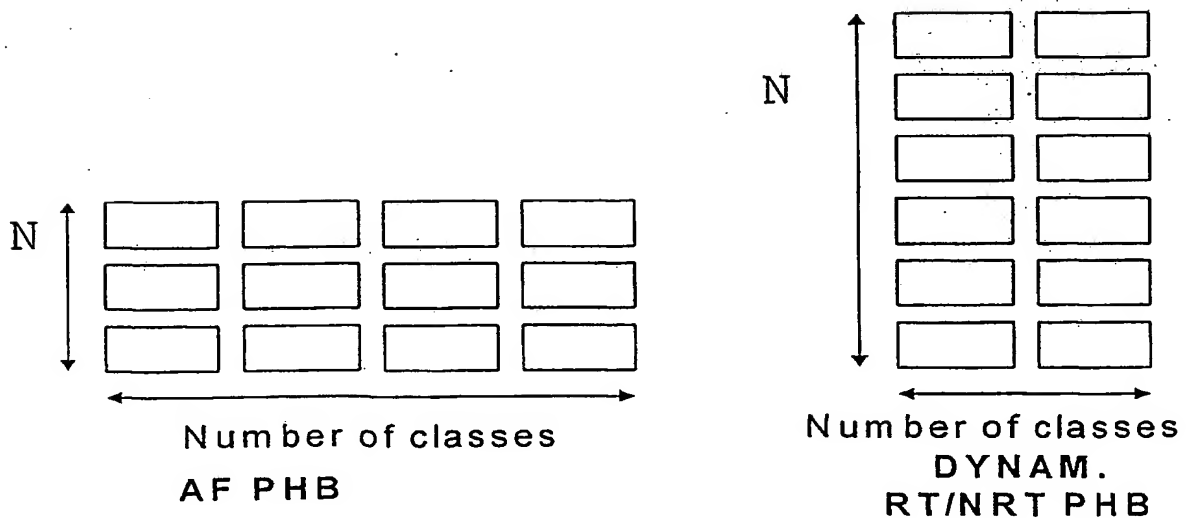 N
Number of classes
AF PHB
N
Number of classes
DYNAM.
RT/NRT PHB